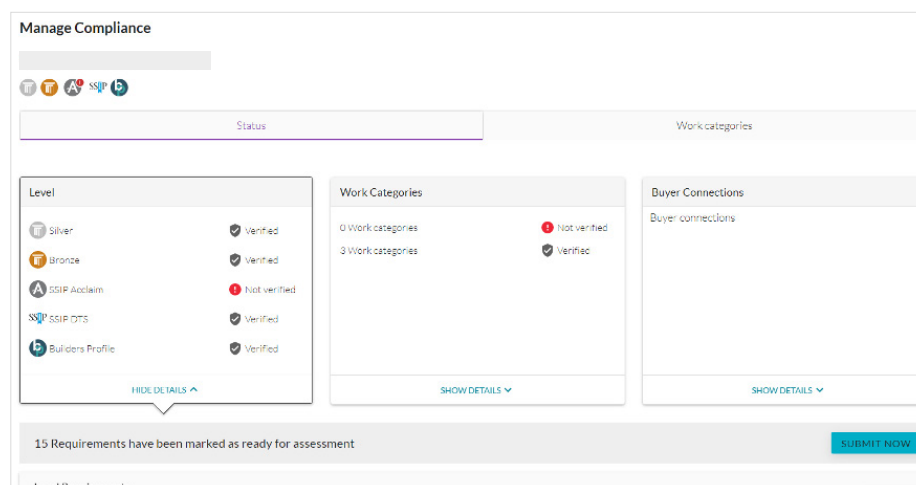 Manage Compliance
SSIP
Status
Work categories
Level
Silver Verified
Bronze Verified
SSIP Acclaim Not verified
SSIP SSIP DTS Verified
Builders Profile Verified
HIDE DETAILS
Work Categories
0 Work categories Not verified
3 Work categories Verified
SHOW DETAILS
Buyer Connections
Buyer connections
SHOW DETAILS
15 Requirements have been marked as ready for assessment
SUBMIT NOW